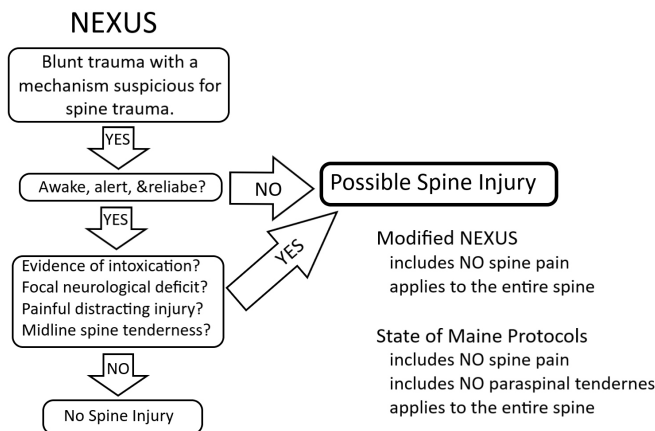 NEXUS
Blunt trauma with a
mechanism suspicious for
spine trauma.
YES
Awake, alert, &reliabe?
NO
Possible Spine Injury
YES
Evidence of intoxication?
Focal neurological deficit?
Painful distracting injury?
Midline spine tenderness?
YES
NO
No Spine Injury
Modified NEXUS
includes NO spine pain
applies to the entire spine
State of Maine Protocols
includes NO spine pain
includes NO paraspinal tendernes
applies to the entire spine